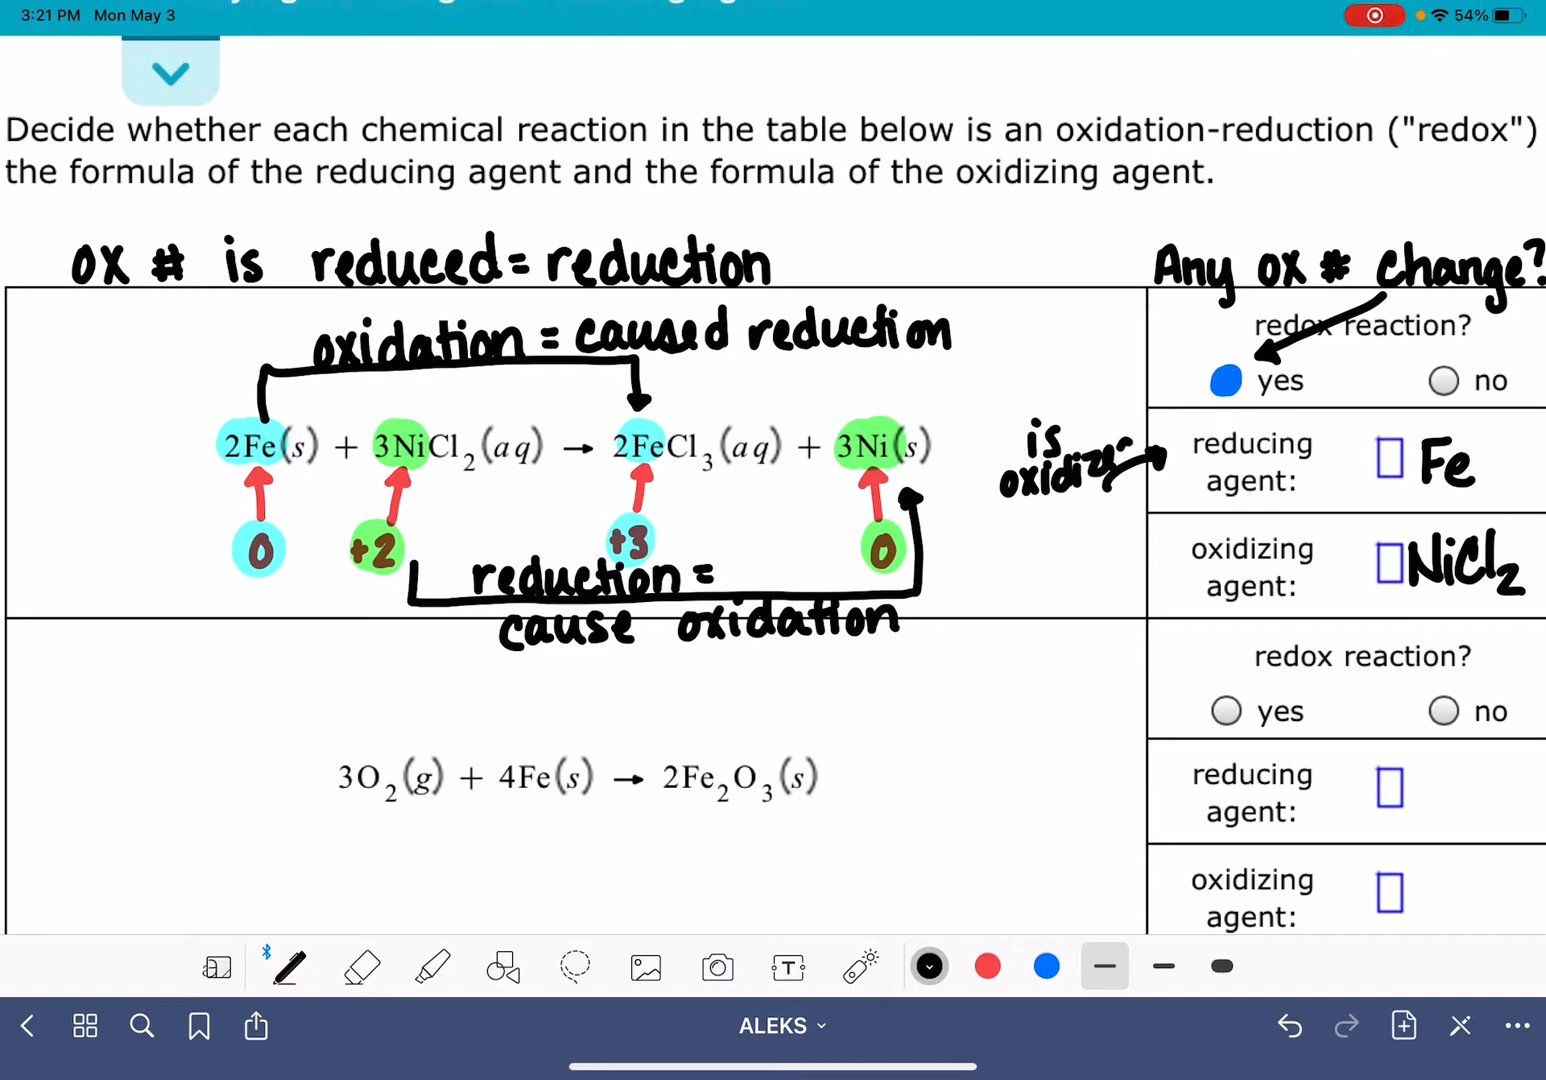 3:21 PM Mon May 3
54%
Decide whether each chemical reaction in the table below is an oxidation-reduction ("redox")
the formula of the reducing agent and the formula of the oxidizing agent.
ox # is reduced = reduction
Any ox # change?
oxidation = caused reduction
redox reaction?
yes no
2Fe(s) + 3NiCl₂(aq) → 2FeCl₃(aq) + 3Ni(s)
is
oxidizer
reducing
agent:
Fe
0 +2 +3 0
reduction =
cause oxidation
oxidizing
agent:
NiCl₂
redox reaction?
yes no
3O₂(g) + 4Fe(s) → 2Fe₂O₃(s)
reducing
agent:
oxidizing
agent:
T
ALEKS